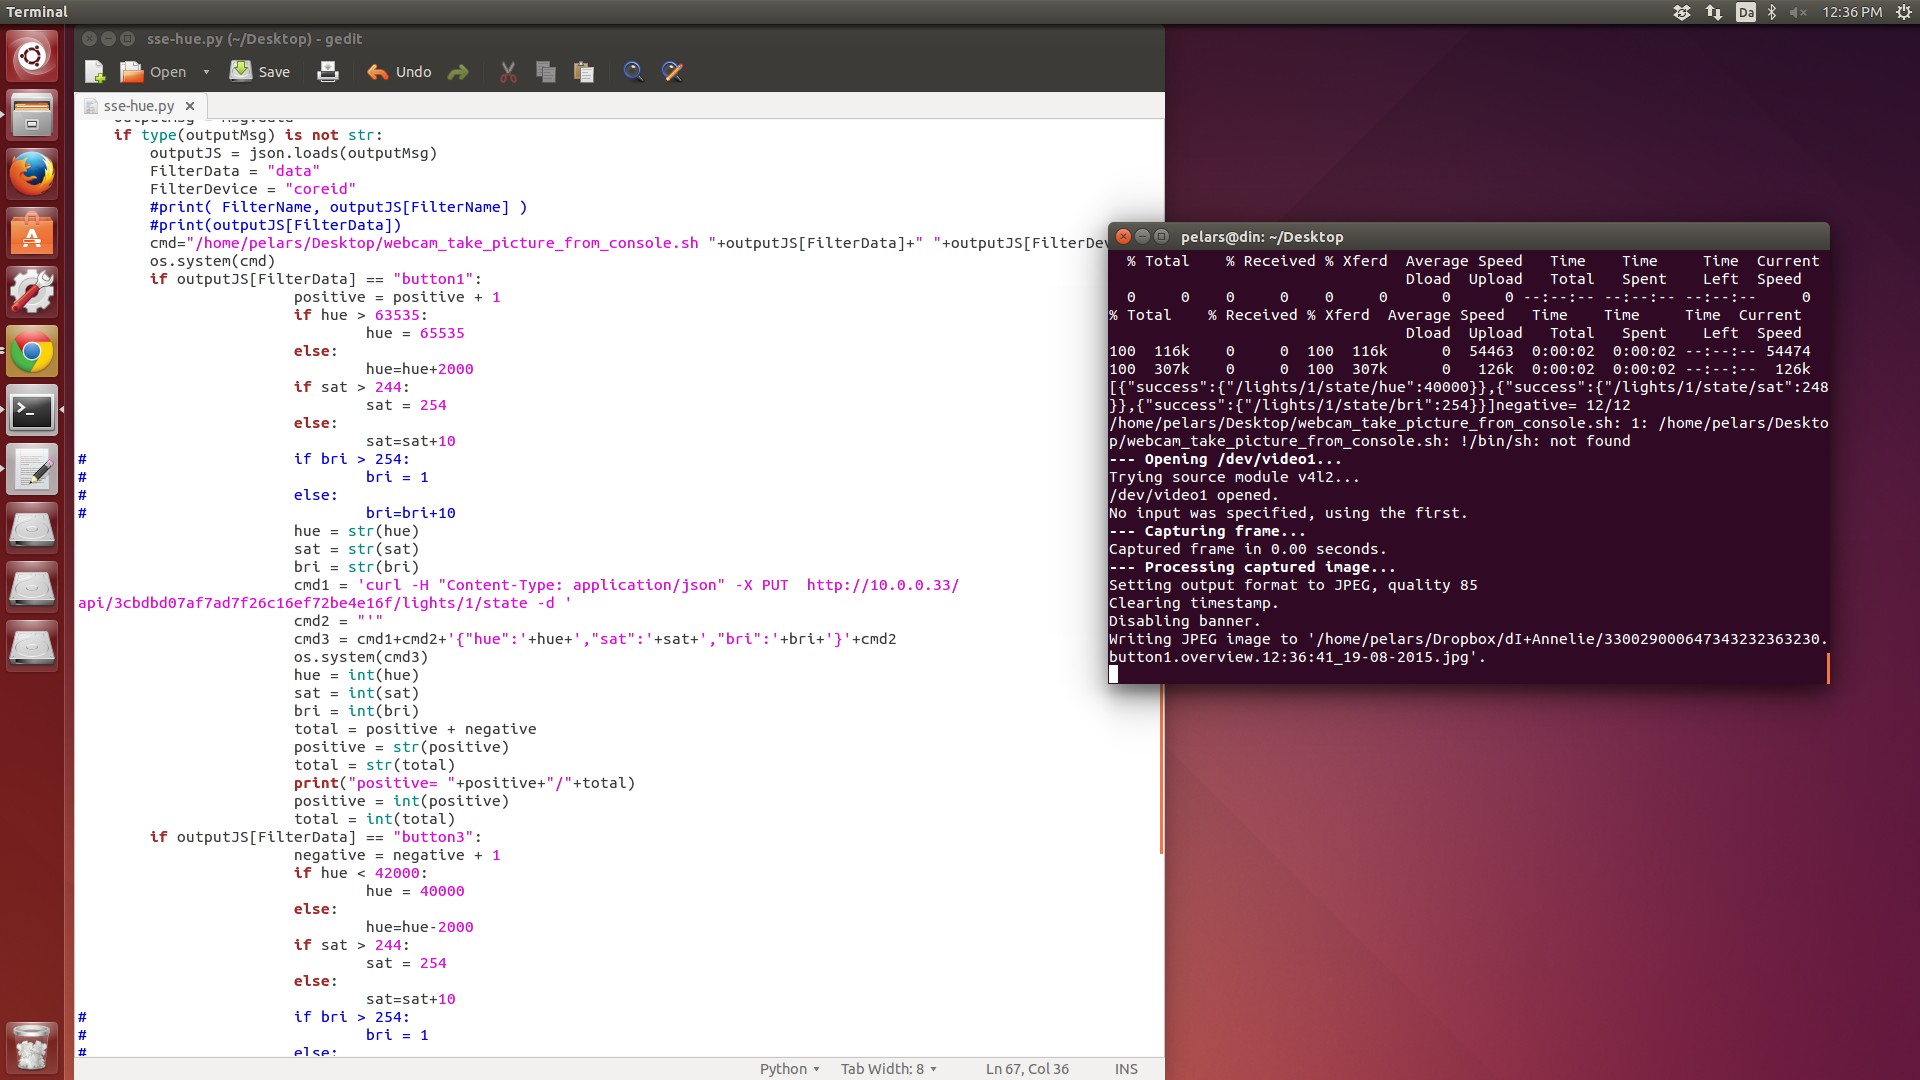 Terminal
Da
12:36 PM
sse-hue.py (~/Desktop) - gedit
Open
Save
Undo
sse-hue.py
if type(outputMsg) is not str:
outputJS = json.loads(outputMsg)
FilterData = "data"
FilterDevice = "coreid"
#print( FilterName, outputJS[FilterName] )
#print(outputJS[FilterData])
cmd="/home/pelars/Desktop/webcam_take_picture_from_console.sh "+outputJS[FilterData]+" "+outputJS[FilterDev
os.system(cmd)
if outputJS[FilterData] == "button1":
positive = positive + 1
if hue > 63535:
hue = 65535
else:
hue=hue+2000
if sat > 244:
sat = 254
else:
sat=sat+10
# if bri > 254:
# bri = 1
# else:
# bri=bri+10
hue = str(hue)
sat = str(sat)
bri = str(bri)
cmd1 = 'curl -H "Content-Type: application/json" -X PUT  http://10.0.0.33/
api/3cbdbd07af7ad7f26c16ef72be4e16f/lights/1/state -d '
cmd2 = "'"
cmd3 = cmd1+cmd2+'{"hue":'+hue+',"sat":'+sat+',"bri":'+bri+'}'+cmd2
os.system(cmd3)
hue = int(hue)
sat = int(sat)
bri = int(bri)
total = positive + negative
positive = str(positive)
total = str(total)
print("positive= "+positive+"/"+total)
positive = int(positive)
total = int(total)
if outputJS[FilterData] == "button3":
negative = negative + 1
if hue < 42000:
hue = 40000
else:
hue=hue-2000
if sat > 244:
sat = 254
else:
sat=sat+10
# if bri > 254:
# bri = 1
# else:
Python
Tab Width: 8
Ln 67, Col 36
INS
pelars@din: ~/Desktop
% Total % Received % Xferd Average Speed Time Time Time Current
Dload Upload Total Spent Left Speed
0 0 0 0 0 0 0 0 --:--:-- --:--:-- --:--:-- 0
% Total % Received % Xferd Average Speed Time Time Time Current
Dload Upload Total Spent Left Speed
100 116k 0 0 100 116k 0 54463 0:00:02 0:00:02 --:--:-- 54474
100 307k 0 0 100 307k 0 126k 0:00:02 0:00:02 --:--:-- 126k
[{"success":{"/lights/1/state/hue":40000}},{"success":{"/lights/1/state/sat":248
}},{"success":{"/lights/1/state/bri":254}}]negative= 12/12
/home/pelars/Desktop/webcam_take_picture_from_console.sh: 1: /home/pelars/Deskto
p/webcam_take_picture_from_console.sh: !/bin/sh: not found
--- Opening /dev/video1...
Trying source module v4l2...
/dev/video1 opened.
No input was specified, using the first.
--- Capturing frame...
Captured frame in 0.00 seconds.
--- Processing captured image...
Setting output format to JPEG, quality 85
Clearing timestamp.
Disabling banner.
Writing JPEG image to '/home/pelars/Dropbox/dI+Annelie/330029000647343232363230.
button1.overview.12:36:41_19-08-2015.jpg'.